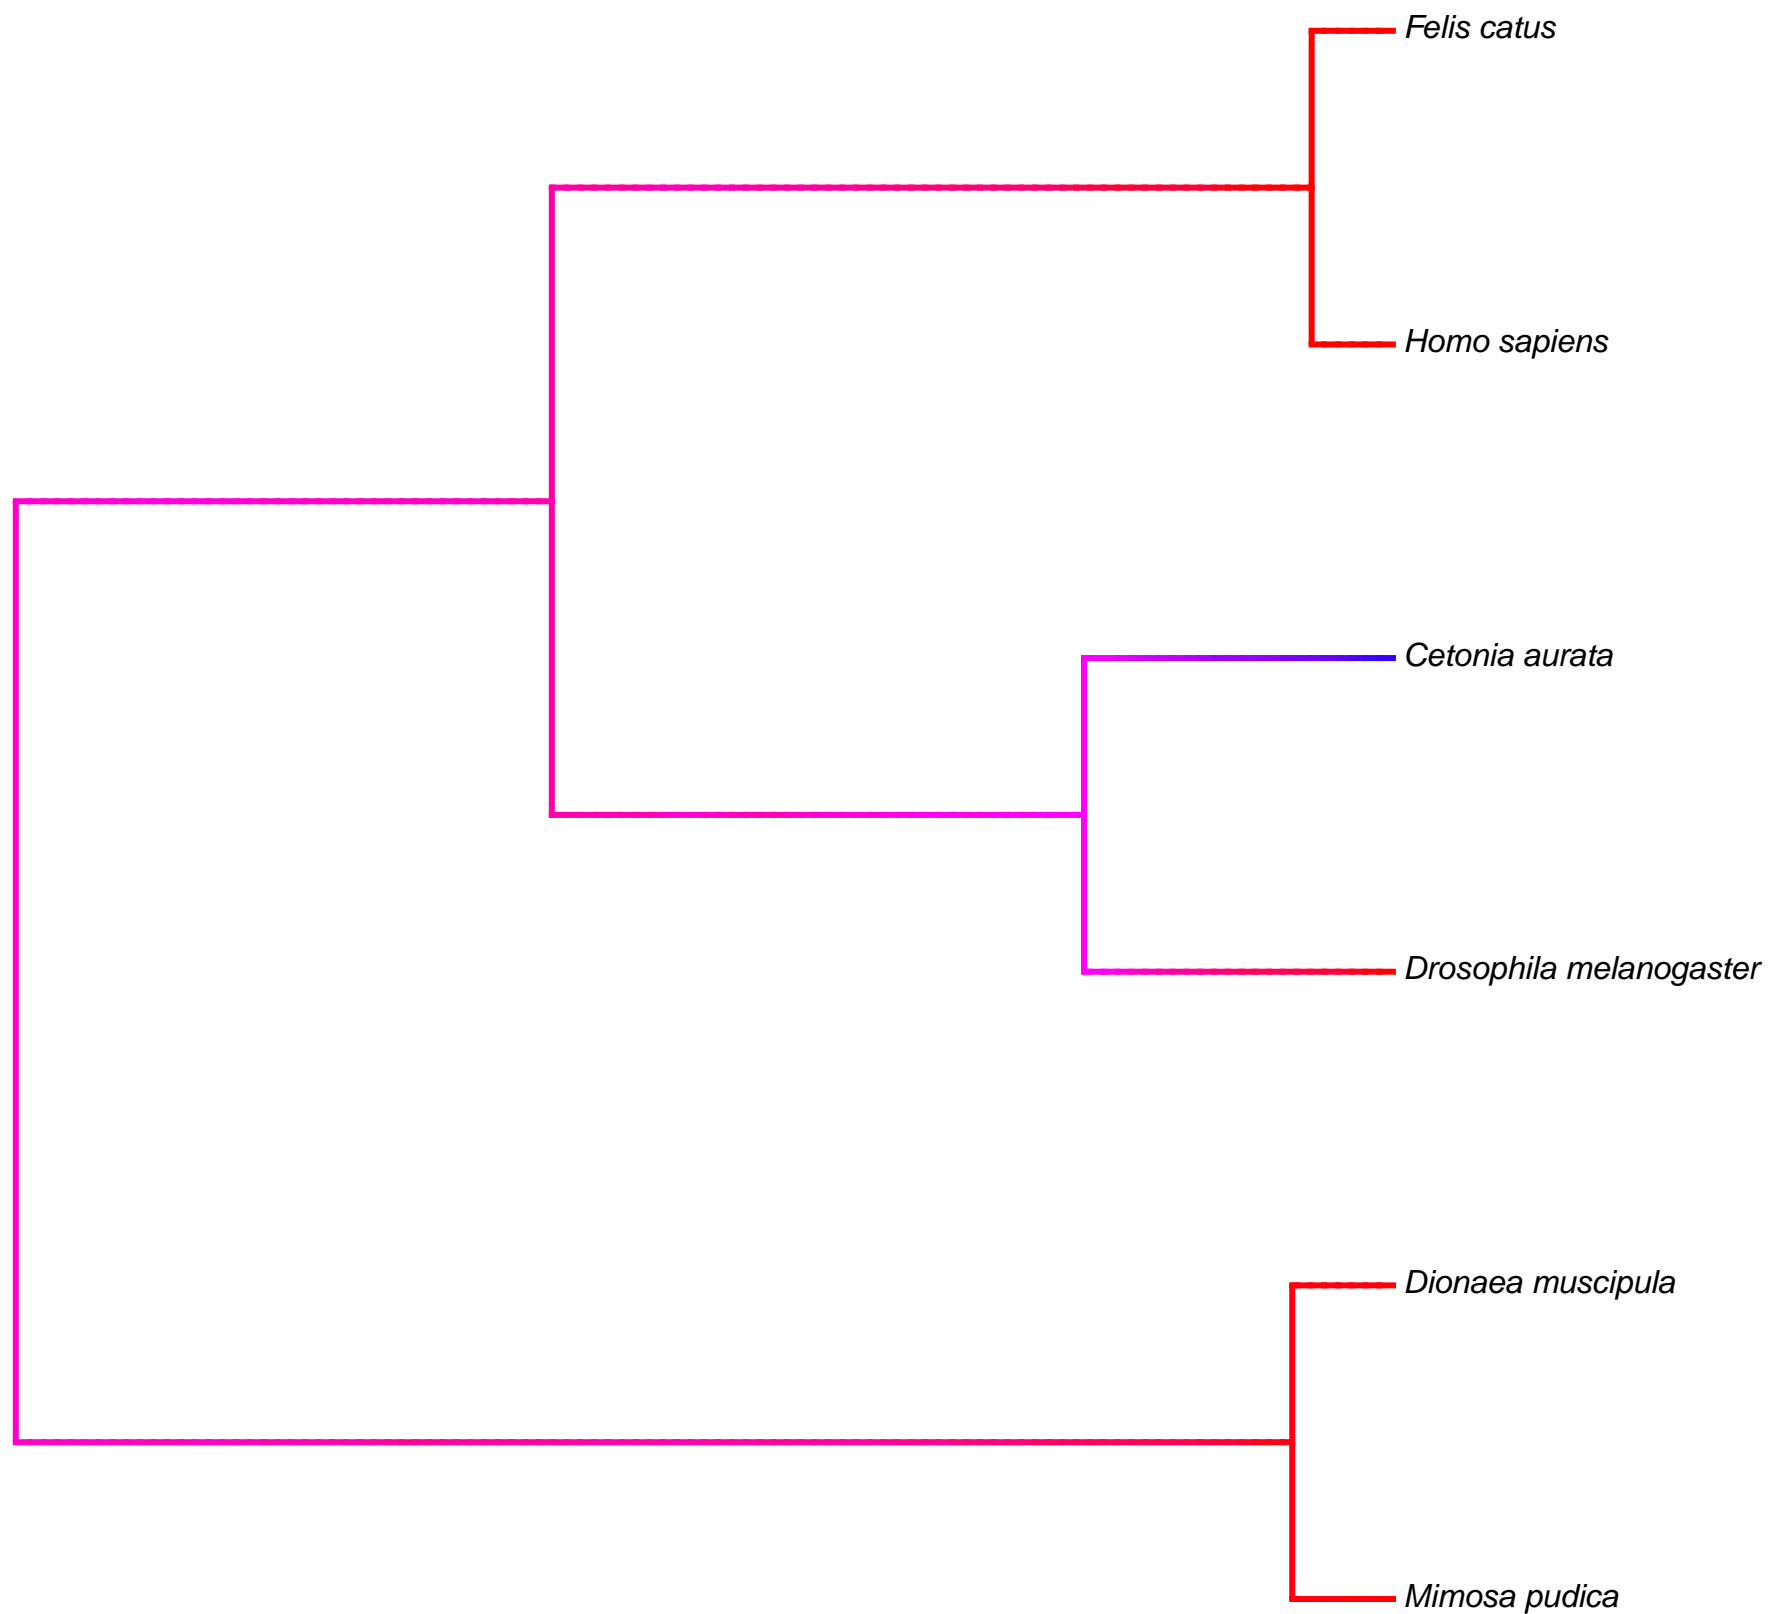 Felis catus
Homo sapiens
Cetonia aurata
Drosophila melanogaster
Dionaea muscipula
Mimosa pudica